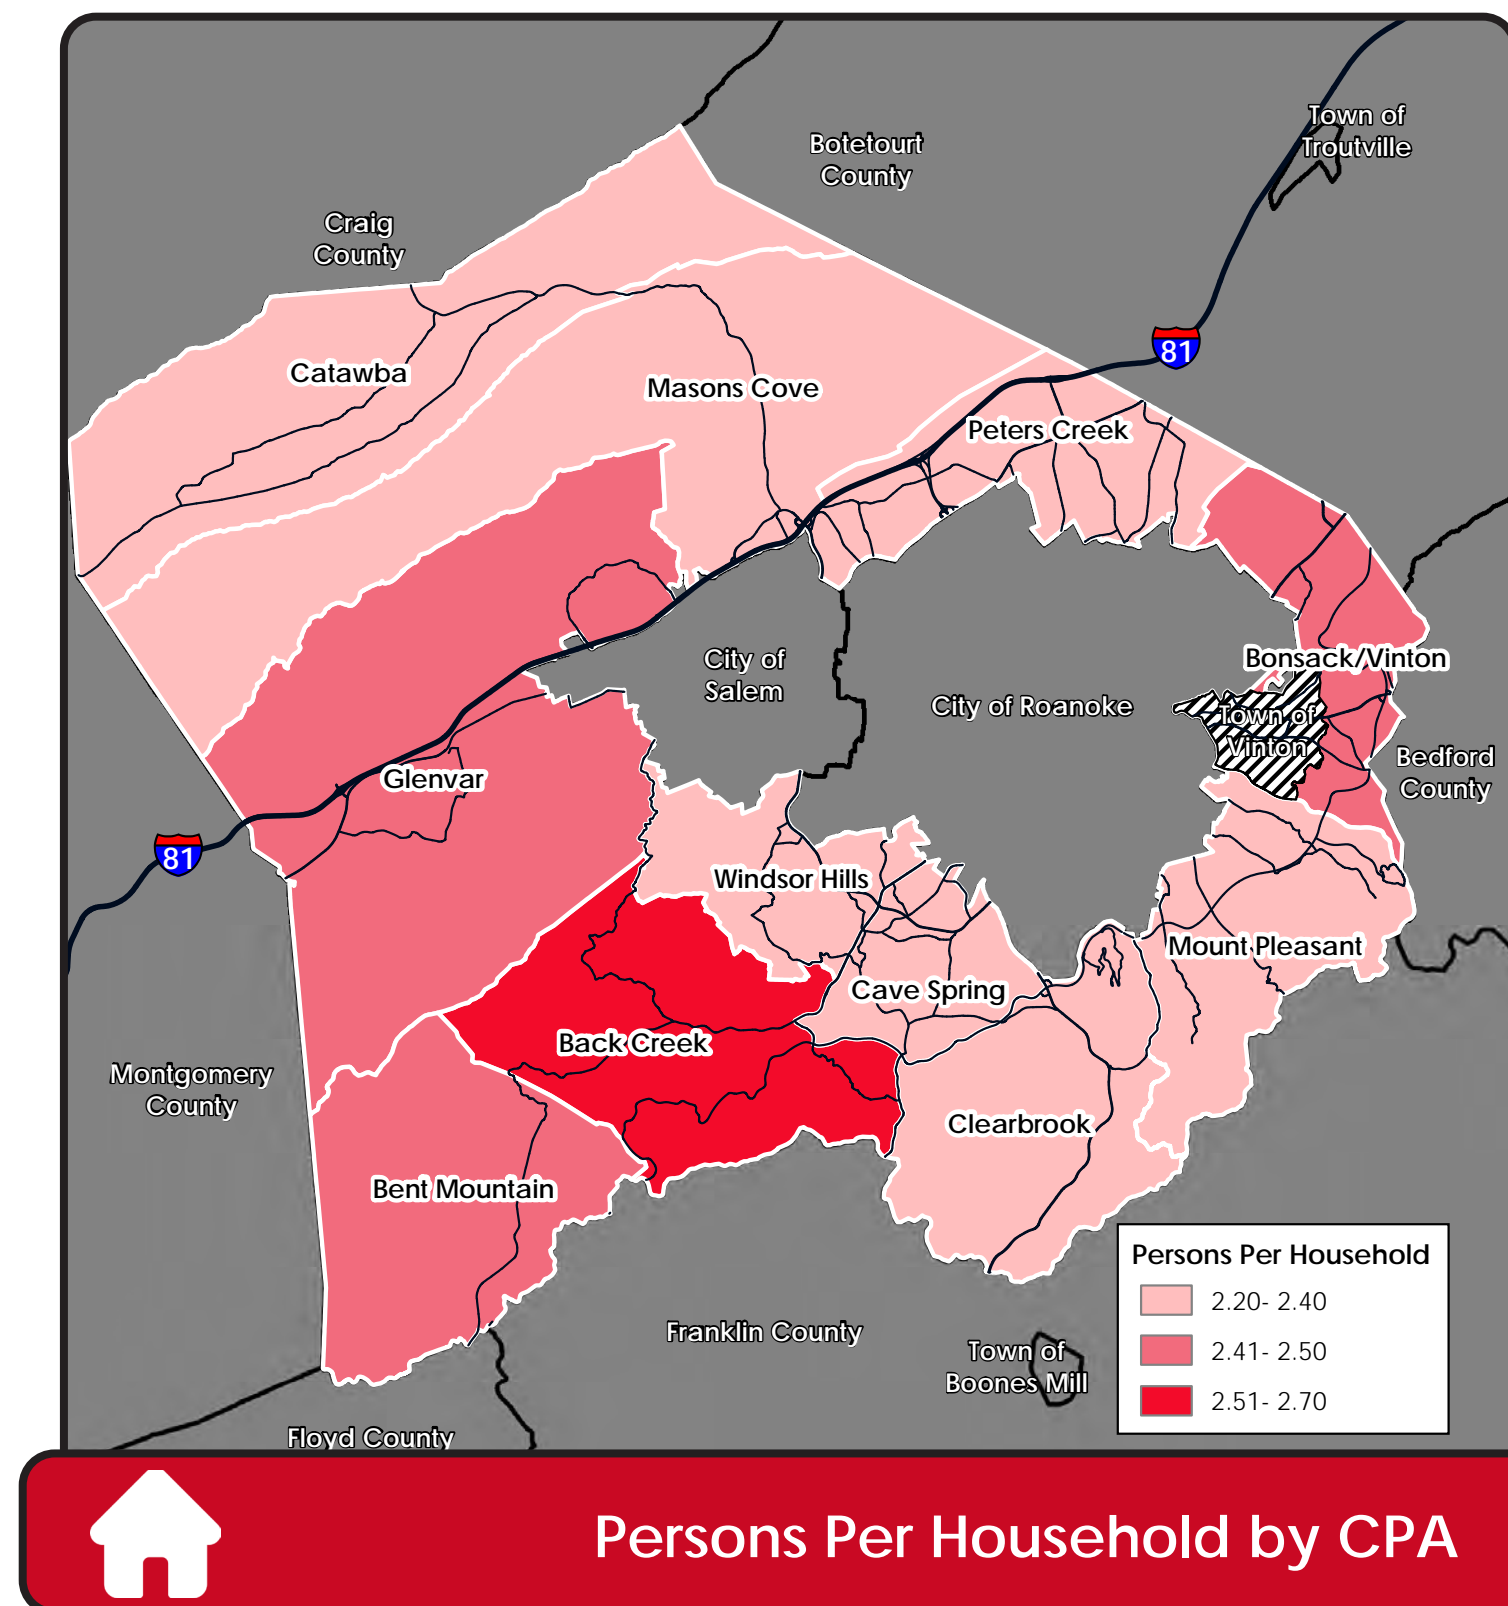 Town of
Troutville
Botetourt
County
Craig
County
81
Catawba
Masons Cove
Peters Creek
City of
Salem
Bonsack/Vinton
City of Roanoke
Town of
Vinton
Bedford
County
Glenvar
81
Windsor Hills
Mount Pleasant
Cave Spring
Back Creek
Montgomery
County
Clearbrook
Bent Mountain
Persons Per Household
2.20- 2.40
2.41- 2.50
2.51- 2.70
Franklin County
Town of
Boones Mill
Floyd County
Persons Per Household by CPA